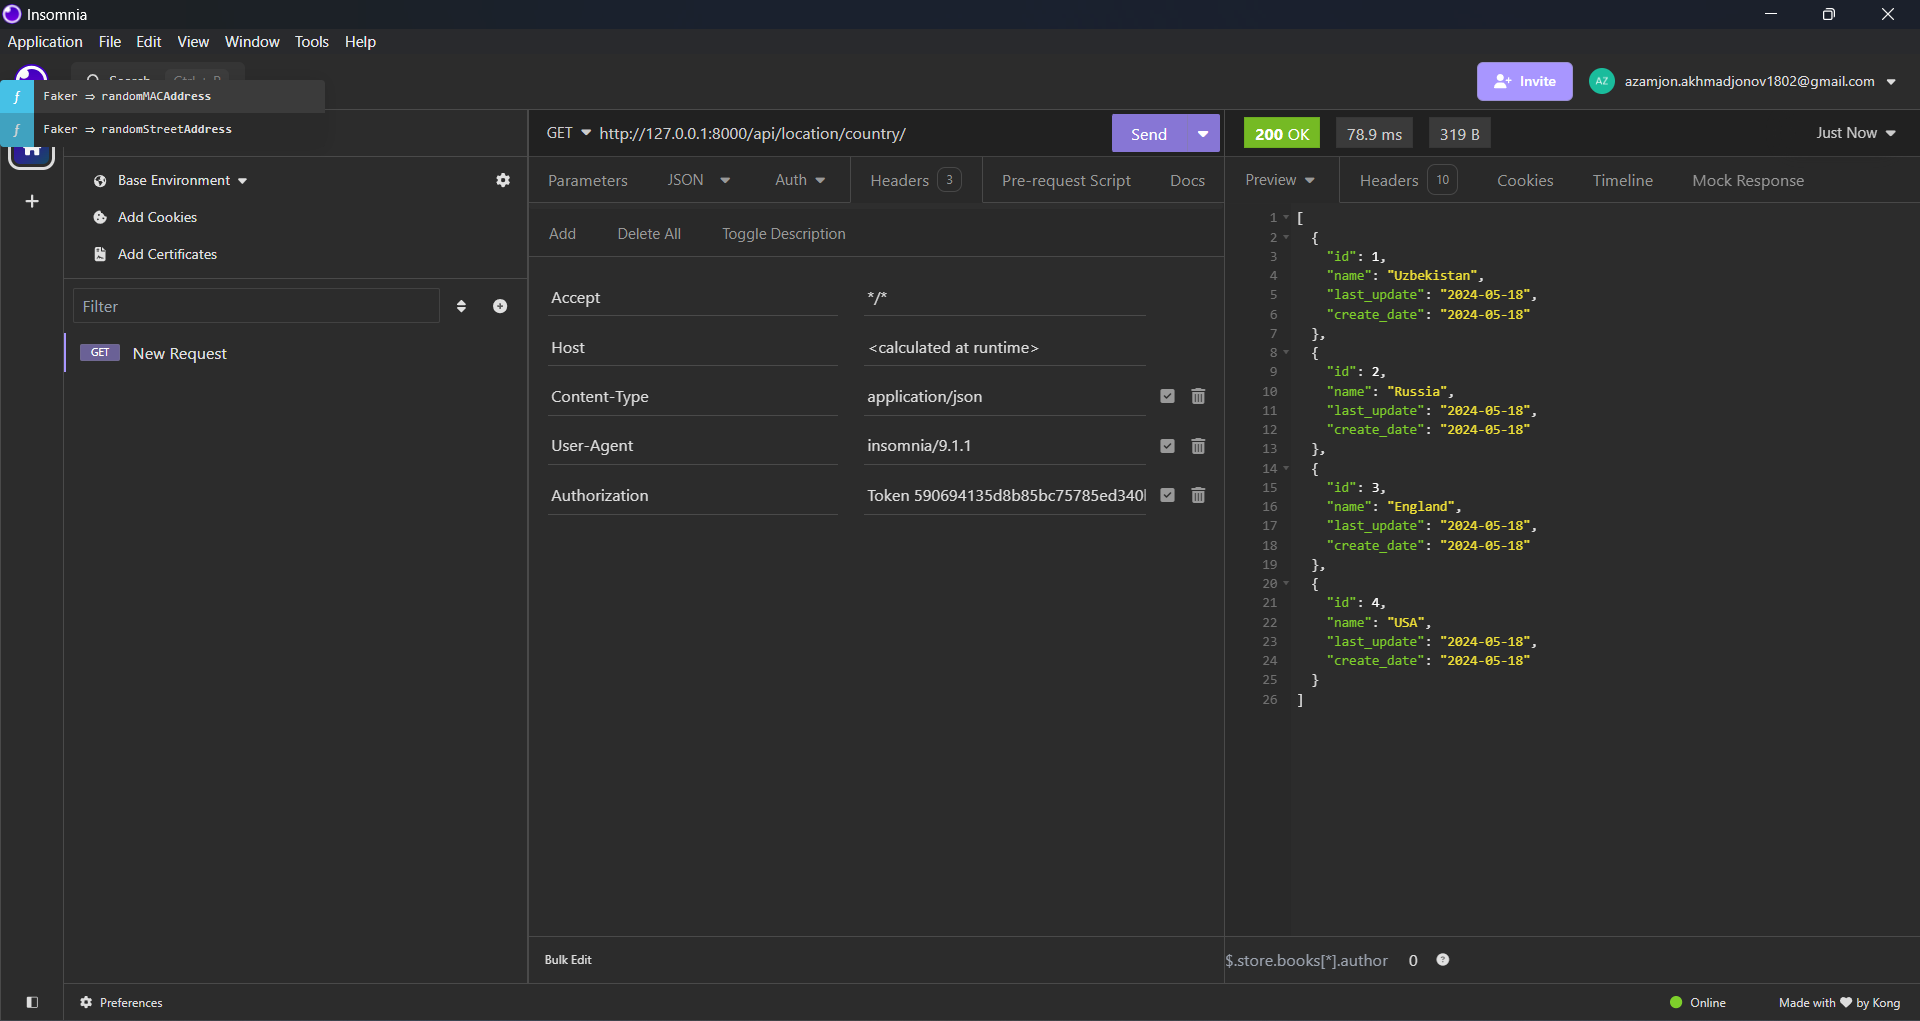 Insomnia
Application File Edit View Window Tools Help
Faker ⇒ randomMACAddress
Faker ⇒ randomStreetAddress
Invite
AZ
azamjon.akhmadjonov1802@gmail.com
GET http://127.0.0.1:8000/api/location/country/
Send
200 OK
78.9 ms
319 B
Just Now
Base Environment
Add Cookies
Add Certificates
Filter
GET New Request
Parameters JSON Auth Headers 3 Pre-request Script Docs
Add Delete All Toggle Description
Accept */*
Host <calculated at runtime>
Content-Type application/json
User-Agent insomnia/9.1.1
Authorization Token 590694135d8b85bc75785ed340
Bulk Edit
Preview Headers 10 Cookies Timeline Mock Response
1 [
2 {
3 "id": 1,
4 "name": "Uzbekistan",
5 "last_update": "2024-05-18",
6 "create_date": "2024-05-18"
7 },
8 {
9 "id": 2,
10 "name": "Russia",
11 "last_update": "2024-05-18",
12 "create_date": "2024-05-18"
13 },
14 {
15 "id": 3,
16 "name": "England",
17 "last_update": "2024-05-18",
18 "create_date": "2024-05-18"
19 },
20 {
21 "id": 4,
22 "name": "USA",
23 "last_update": "2024-05-18",
24 "create_date": "2024-05-18"
25 }
26 ]
$.store.books[*].author 0
Preferences
Online
Made with ♥ by Kong